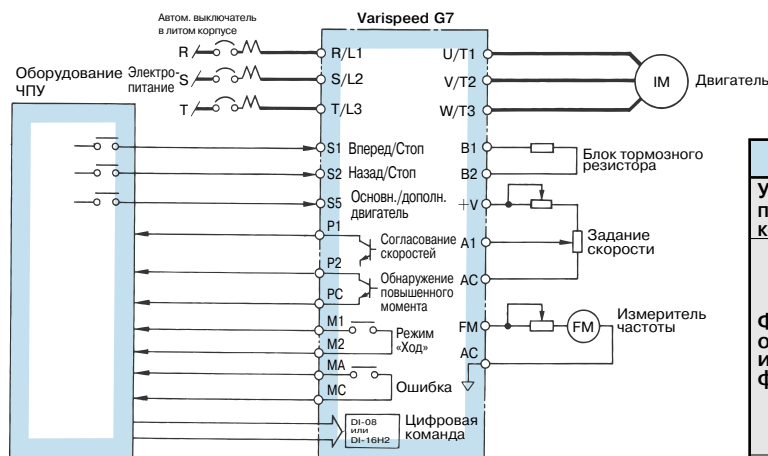 Varispeed G7
Автом. выключатель
в литом корпусе
R
R/L1
U/T1
Оборудование
ЧПУ
Электро-
питание
S
S/L2
V/T2
IM
Двигатель
T
T/L3
W/T3
S1 Вперед/Стоп
B1
Блок тормозного
резистора
S2 Назад/Стоп
B2
S5
Основн./дополн.
двигатель
+V
P1
Согласование
скоростей
A1
Задание
скорости
P2
Обнаружение
повышенного
момента
AC
PC
M1
Режим
«Ход»
FM
FM
Измеритель
частоты
M2
AC
MA
Ошибка
MC
DI-08
или
DI-16H2
Цифровая
команда
У
п
к
Ф
о
и
ф